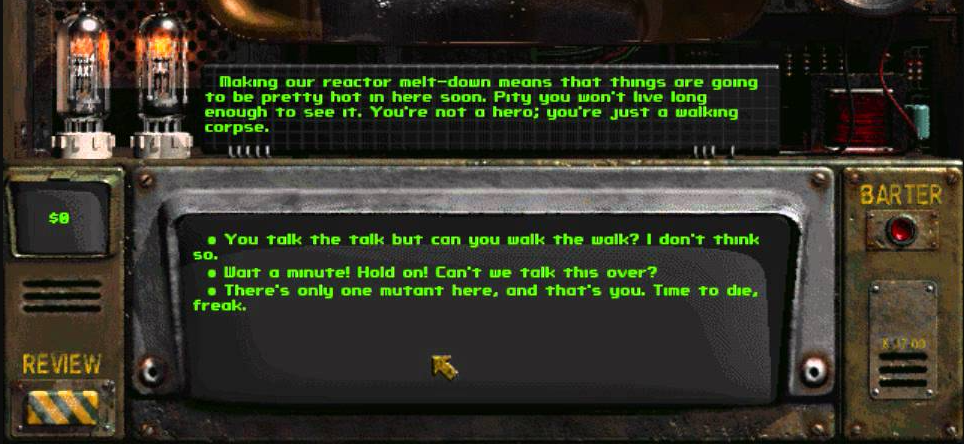 Making our reactor melt-down means that things are going
to be pretty hot in here soon. Pity you won't live long
enough to see it. You're not a hero; you're just a walking
corpse.
$0
BARTER
• You talk the talk but can you walk the walk? I don't think
so.
• Wait a minute! Hold on! Can't we talk this over?
• There's only one mutant here, and that's you. Time to die,
freak.
REVIEW